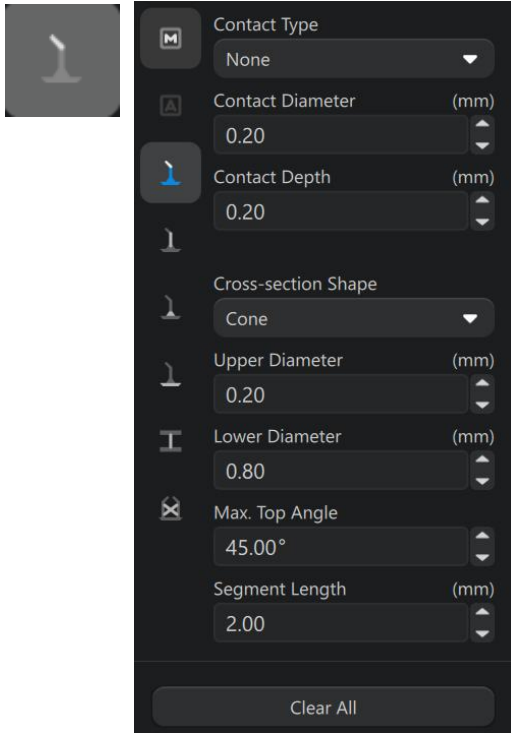 M
Contact Type
None
A
Contact Diameter (mm)
0.20
Contact Depth (mm)
0.20
Cross-section Shape
Cone
Upper Diameter (mm)
0.20
Lower Diameter (mm)
0.80
Max. Top Angle
45.00°
Segment Length (mm)
2.00
Clear All